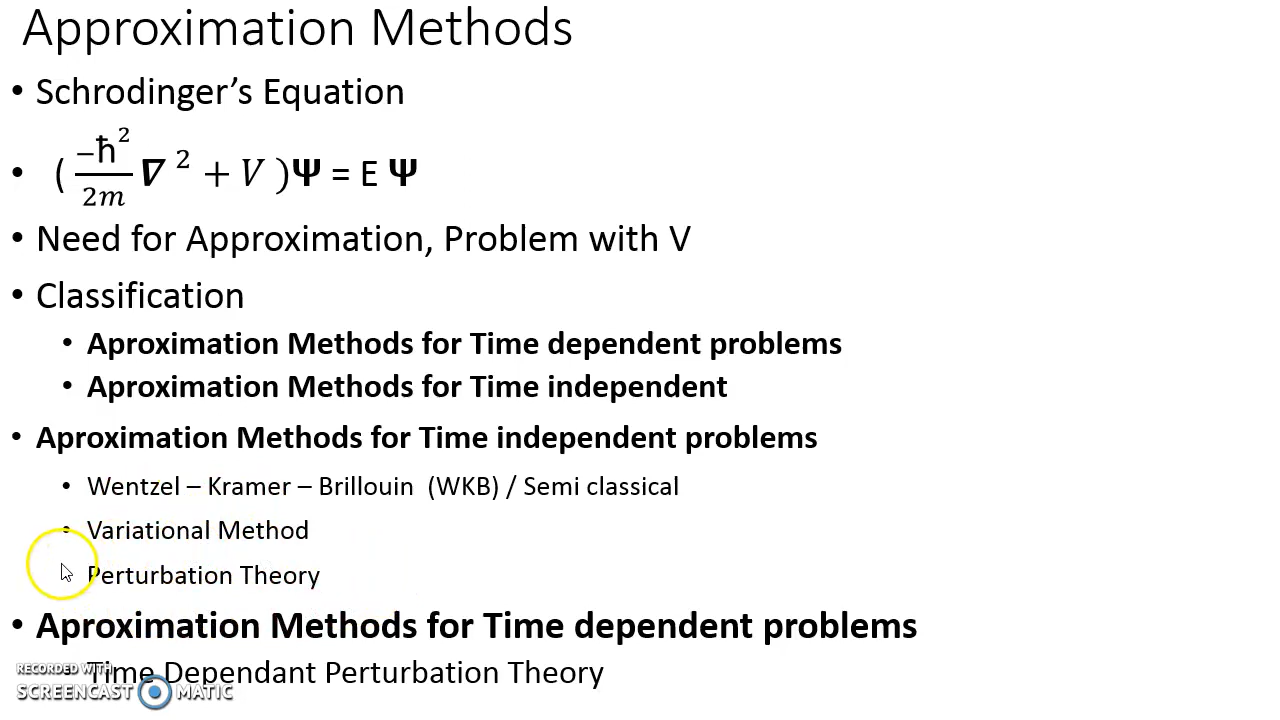 Approximation Methods
• Schrodinger's Equation
• ( −ħ²/2m 𝜵 ² + V )Ψ = E Ψ
• Need for Approximation, Problem with V
• Classification
• Aproximation Methods for Time dependent problems
• Aproximation Methods for Time independent
• Aproximation Methods for Time independent problems
• Wentzel – Kramer – Brillouin (WKB) / Semi classical
• Variational Method
Perturbation Theory
• Aproximation Methods for Time dependent problems
Time Dependant Perturbation Theory
RECORDED WITH
SCREENCAST MATIC